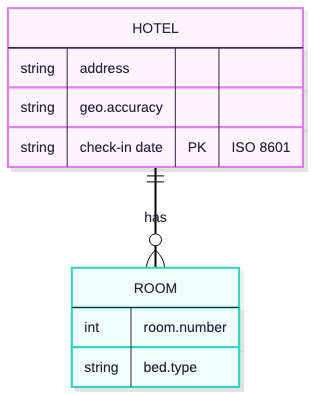 HOTEL
string address
string geo.accuracy
string check-in date PK ISO 8601
has
ROOM
int room.number
string bed.type